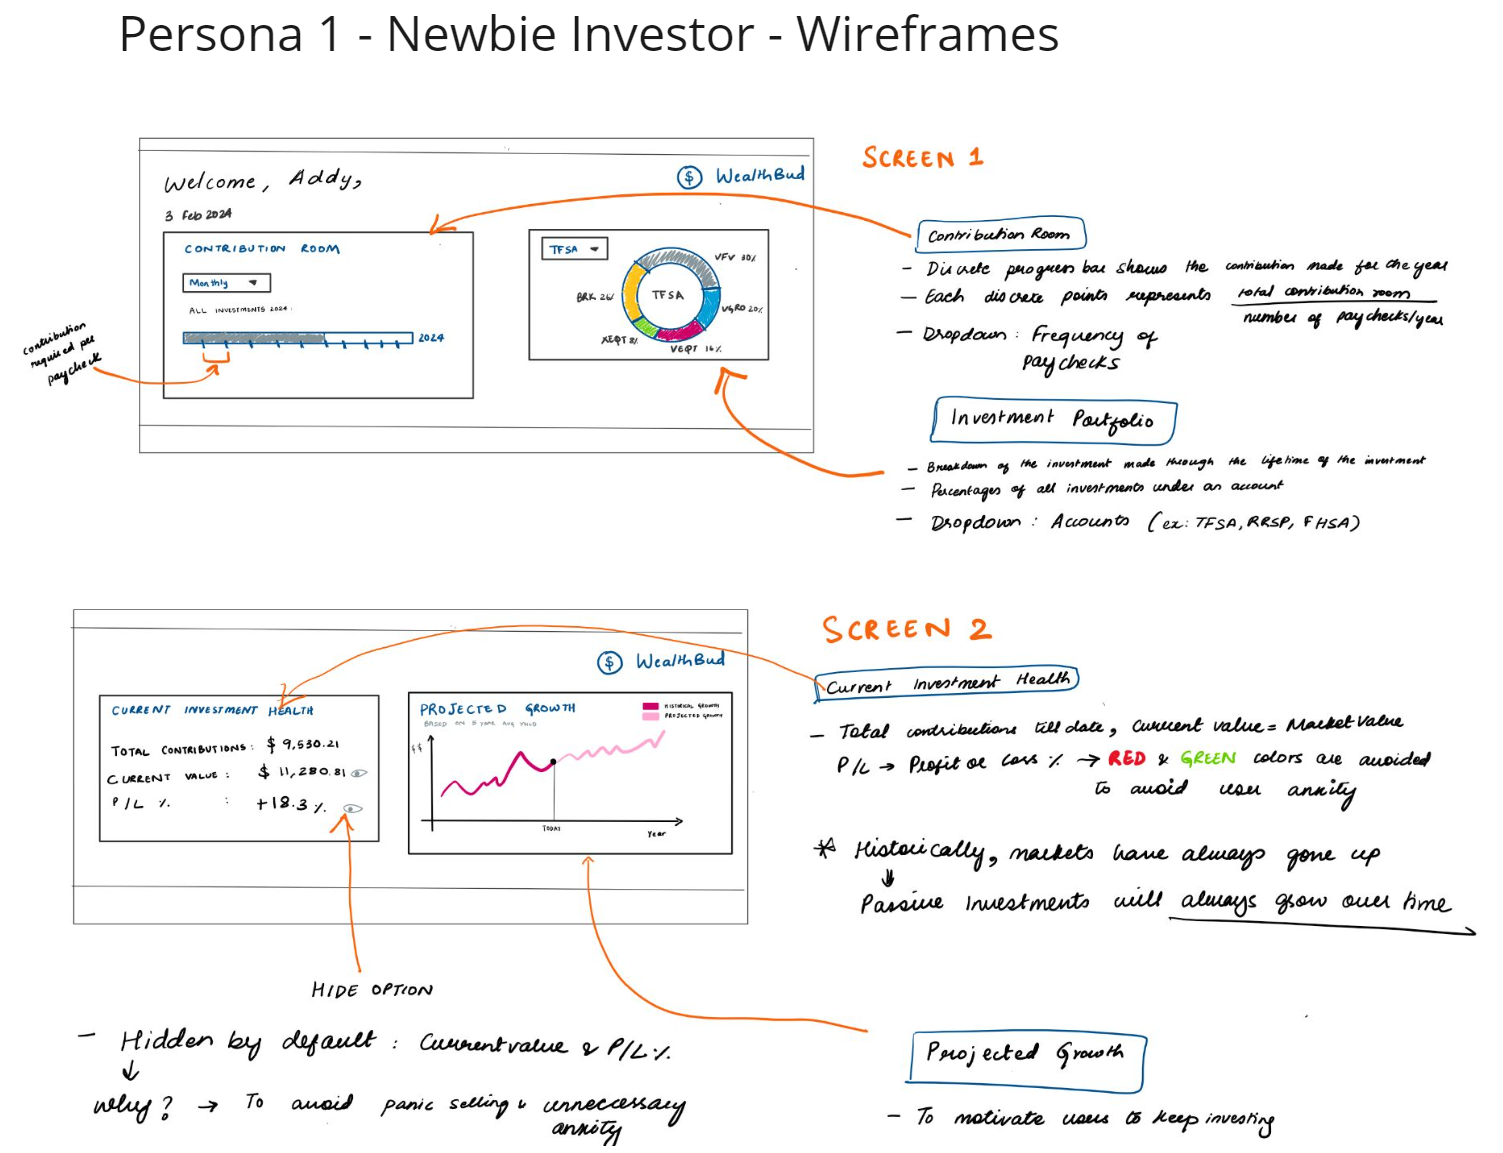 Persona 1 - Newbie Investor - Wireframes
SCREEN 1
Welcome, Addy,
$ WealthBud
3 Feb 2024
CONTRIBUTION ROOM
Monthly
ALL INVESTMENTS 2024:
2024
contribution
required per
paycheck
TFSA
TFSA
VFV 30%
VGRO 20%
VEQT 16%
XEQT 8%
BRK 26%
Contribution Room
- Discrete progress bar shows the contribution made for the year
- Each discrete points represents total contribution room
number of paychecks/year
- Dropdown: Frequency of
paychecks
Investment Portfolio
- Breakdown of the investment made through the lifetime of the investment
- Percentages of all investments under an account
- Dropdown: Accounts (ex: TFSA, RRSP, FHSA)
SCREEN 2
$ WealthBud
CURRENT INVESTMENT HEALTH
TOTAL CONTRIBUTIONS: $ 9,530.21
CURRENT VALUE: $ 11,280.81
P/L % : +18.3%
PROJECTED GROWTH
BASED ON 5 YEAR AVG YIELD
HISTORICAL GROWTH
PROJECTED GROWTH
$$
TODAY
Year
Current Investment Health
- Total contributions till date, current value = Market Value
P/L → Profit or Loss % → RED & GREEN colors are avoided
to avoid user anxity
* Historically, markets have always gone up
↓
Passive Investments will always grow over time
HIDE OPTION
- Hidden by default: Current value & P/L %
↓
Why? → To avoid panic selling & unneccessary
anxity
Projected Growth
- To motivate users to keep investing